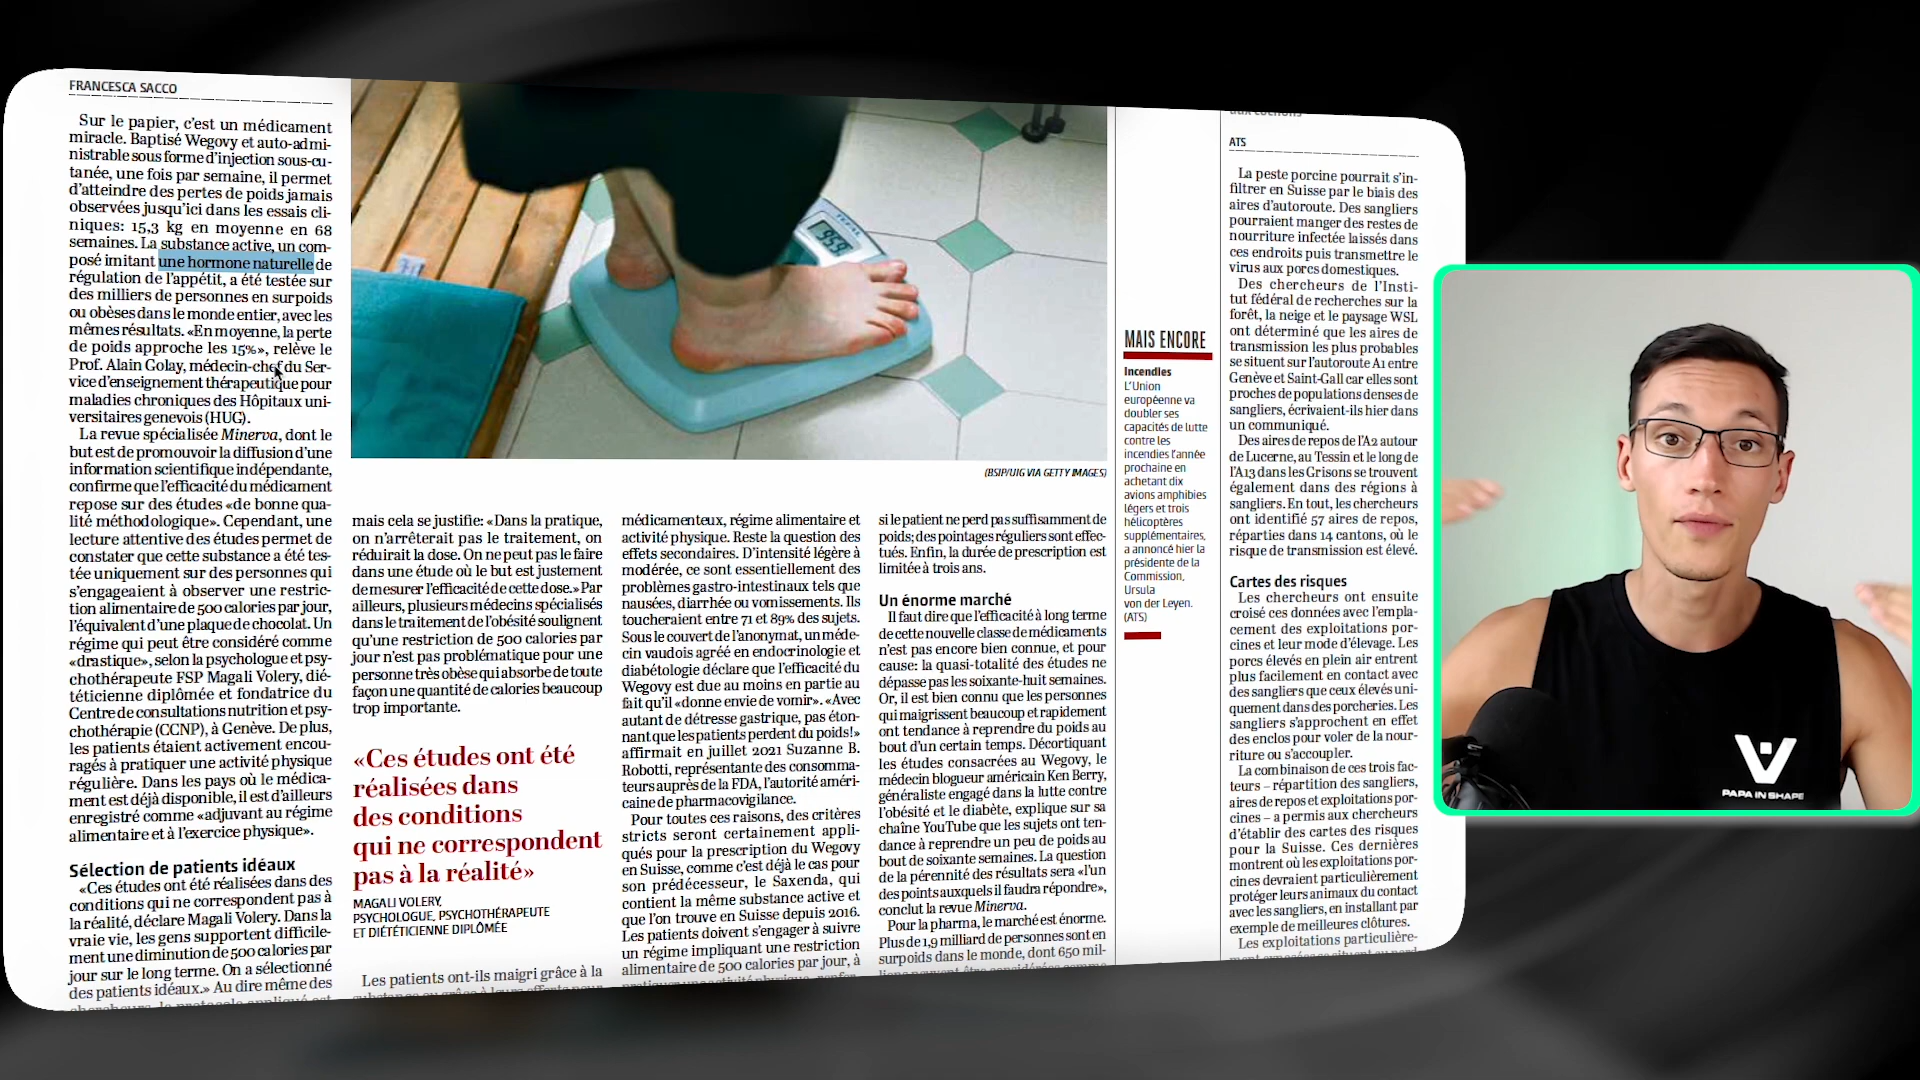 FRANCESCA SACCO
Sur le papier, c'est un médicament
miracle. Baptisé Wegovy et auto-admi-
nistrable sous forme d'injection sous-cu-
tanée, une fois par semaine, il permet
d'atteindre des pertes de poids jamais
observées jusqu'ici dans les essais cli-
niques: 15,3 kg en moyenne en 68
semaines. La substance active, un com-
posé imitant une hormone naturelle de
régulation de l'appétit, a été testée sur
des milliers de personnes en surpoids
ou obèses dans le monde entier, avec les
mêmes résultats. «En moyenne, la perte
de poids approche les 15%», relève le
Prof. Alain Golay, médecin-chef du Ser-
vice d'enseignement thérapeutique pour
maladies chroniques des Hôpitaux uni-
versitaires genevois (HUG).
La revue spécialisée Minerva, dont le
but est de promouvoir la diffusion d'une
information scientifique indépendante,
confirme que l'efficacité du médicament
repose sur des études «de bonne qua-
lité méthodologique». Cependant, une
lecture attentive des études permet de
constater que cette substance a été tes-
tée uniquement sur des personnes qui
s'engageaient à observer une restric-
tion alimentaire de 500 calories par jour,
l'équivalent d'une plaque de chocolat. Un
régime qui peut être considéré comme
«drastique», selon la psychologue et psy-
chothérapeute FSP Magali Volery, dié-
téticienne diplômée et fondatrice du
Centre de consultations nutrition et psy-
chothérapie (CCNP), à Genève. De plus,
les patients étaient activement encou-
ragés à pratiquer une activité physique
régulière. Dans les pays où le médica-
ment est déjà disponible, il est d'ailleurs
enregistré comme «adjuvant au régime
alimentaire et à l'exercice physique».
Sélection de patients idéaux
«Ces études ont été réalisées dans des
conditions qui ne correspondent pas à
la réalité, déclare Magali Volery. Dans la
vraie vie, les gens supportent difficile-
ment une diminution de 500 calories par
jour sur le long terme. On a sélectionné
des patients idéaux.» Au dire même des
chercheurs, le protocole appliqué est
959
(BSIP/UIG VIA GETTY IMAGES)
mais cela se justifie: «Dans la pratique,
on n'arrêterait pas le traitement, on
réduirait la dose. On ne peut pas le faire
dans une étude où le but est justement
de mesurer l'efficacité de cette dose.» Par
ailleurs, plusieurs médecins spécialisés
dans le traitement de l'obésité soulignent
qu'une restriction de 500 calories par
jour n'est pas problématique pour une
personne très obèse qui absorbe de toute
façon une quantité de calories beaucoup
trop importante.
«Ces études ont été
réalisées dans
des conditions
qui ne correspondent
pas à la réalité»
MAGALI VOLERY,
PSYCHOLOGUE, PSYCHOTHÉRAPEUTE
ET DIÉTÉTICIENNE DIPLÔMÉE
Les patients ont-ils maigri grâce à la
médicamenteux, régime alimentaire et
activité physique. Reste la question des
effets secondaires. D'intensité légère à
modérée, ce sont essentiellement des
problèmes gastro-intestinaux tels que
nausées, diarrhée ou vomissements. Ils
toucheraient entre 71 et 89% des sujets.
Sous le couvert de l'anonymat, un méde-
cin vaudois agréé en endocrinologie et
diabétologie déclare que l'efficacité du
Wegovy est due au moins en partie au
fait qu'il «donne envie de vomir». «Avec
autant de détresse gastrique, pas éton-
nant que les patients perdent du poids!»
affirmait en juillet 2021 Suzanne B.
Robotti, représentante des consomma-
teurs auprès de la FDA, l'autorité améri-
caine de pharmacovigilance.
Pour toutes ces raisons, des critères
stricts seront certainement appli-
qués pour la prescription du Wegovy
en Suisse, comme c'est déjà le cas pour
son prédécesseur, le Saxenda, qui
contient la même substance active et
que l'on trouve en Suisse depuis 2016.
Les patients doivent s'engager à suivre
un régime impliquant une restriction
alimentaire de 500 calories par jour, à
si le patient ne perd pas suffisamment de
poids; des pointages réguliers sont effec-
tués. Enfin, la durée de prescription est
limitée à trois ans.
Un énorme marché
Il faut dire que l'efficacité à long terme
de cette nouvelle classe de médicaments
n'est pas encore bien connue, et pour
cause: la quasi-totalité des études ne
dépasse pas les soixante-huit semaines.
Or, il est bien connu que les personnes
qui maigrissent beaucoup et rapidement
ont tendance à reprendre du poids au
bout d'un certain temps. Décortiquant
les études consacrées au Wegovy, le
médecin blogueur américain Ken Berry,
généraliste engagé dans la lutte contre
l'obésité et le diabète, explique sur sa
chaîne YouTube que les sujets ont ten-
dance à reprendre un peu de poids au
bout de soixante semaines. La question
de la pérennité des résultats sera «l'un
des points auxquels il faudra répondre»,
conclut la revue Minerva.
Pour la pharma, le marché est énorme.
Plus de 1,9 milliard de personnes sont en
surpoids dans le monde, dont 650 mil-
MAIS ENCORE
Incendies
L'Union
européenne va
doubler ses
capacités de lutte
contre les
incendies l'année
prochaine en
achetant dix
avions amphibies
légers et trois
hélicoptères
supplémentaires,
a annoncé hier la
présidente de la
Commission,
Ursula
von der Leyen.
(ATS)
ATS
La peste porcine pourrait s'in-
filtrer en Suisse par le biais des
aires d'autoroute. Des sangliers
pourraient manger des restes de
nourriture infectée laissés dans
ces endroits puis transmettre le
virus aux porcs domestiques.
Des chercheurs de l'Insti-
tut fédéral de recherches sur la
forêt, la neige et le paysage WSL
ont déterminé que les aires de
transmission les plus probables
se situent sur l'autoroute A1 entre
Genève et Saint-Gall car elles sont
proches de populations denses de
sangliers, écrivaient-ils hier dans
un communiqué.
Des aires de repos de l'A2 autour
de Lucerne, au Tessin et le long de
l'A13 dans les Grisons se trouvent
également dans des régions à
sangliers. En tout, les chercheurs
ont identifié 57 aires de repos,
réparties dans 14 cantons, où le
risque de transmission est élevé.
Cartes des risques
Les chercheurs ont ensuite
croisé ces données avec l'empla-
cement des exploitations por-
cines et leur mode d'élevage. Les
porcs élevés en plein air entrent
plus facilement en contact avec
des sangliers que ceux élevés uni-
quement dans des porcheries. Les
sangliers s'approchent en effet
des enclos pour voler de la nour-
riture ou s'accoupler.
La combinaison de ces trois fac-
teurs – répartition des sangliers,
aires de repos et exploitations por-
cines – a permis aux chercheurs
d'établir des cartes des risques
pour la Suisse. Ces dernières
montrent où les exploitations por-
cines devraient particulièrement
protéger leurs animaux du contact
avec les sangliers, en installant par
exemple de meilleures clôtures.
Les exploitations particulière-
PAPA IN SHAPE